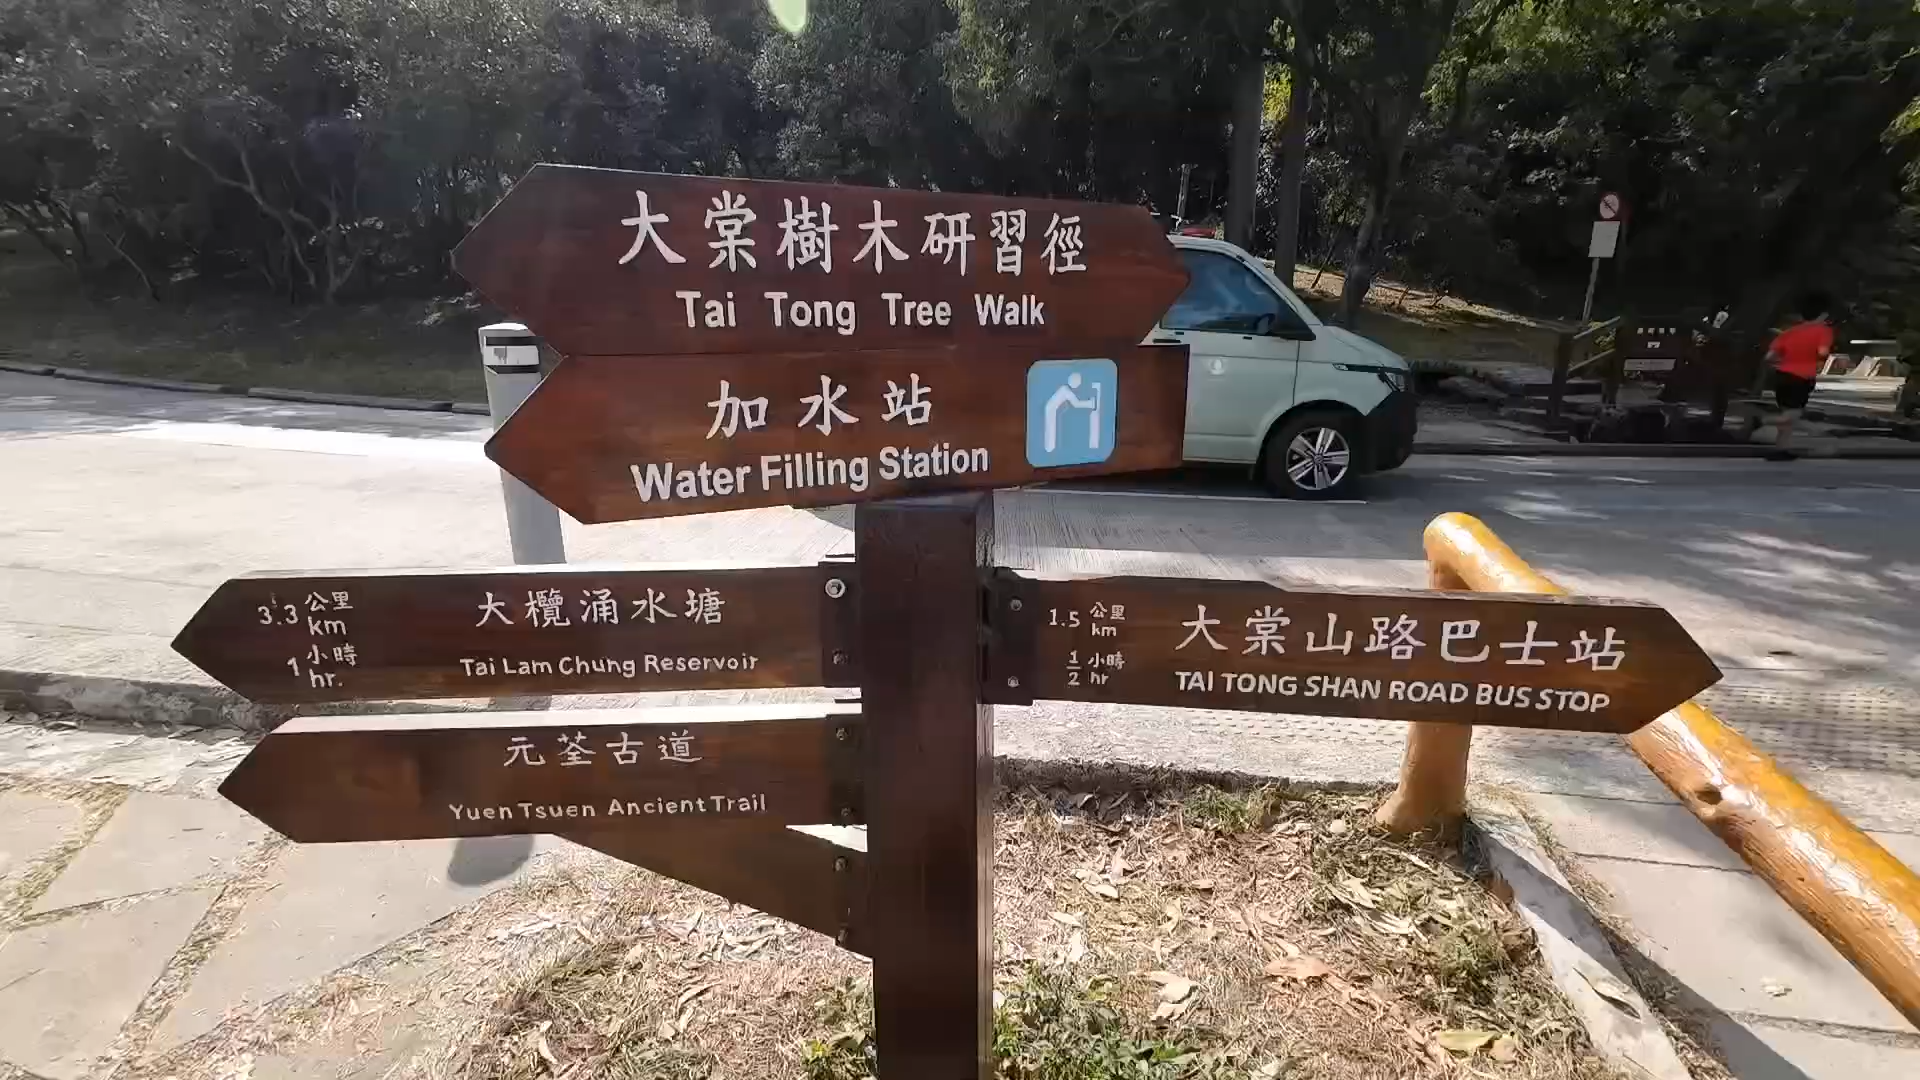 大棠樹木研習徑
Tai Tong Tree Walk
加水站
Water Filling Station
3.3 公里 km
1 小時 hr.
大欖涌水塘
Tai Lam Chung Reservoir
1.5 公里 km
1/2 小時 hr
大棠山路巴士站
TAI TONG SHAN ROAD BUS STOP
元荃古道
Yuen Tsuen Ancient Trail